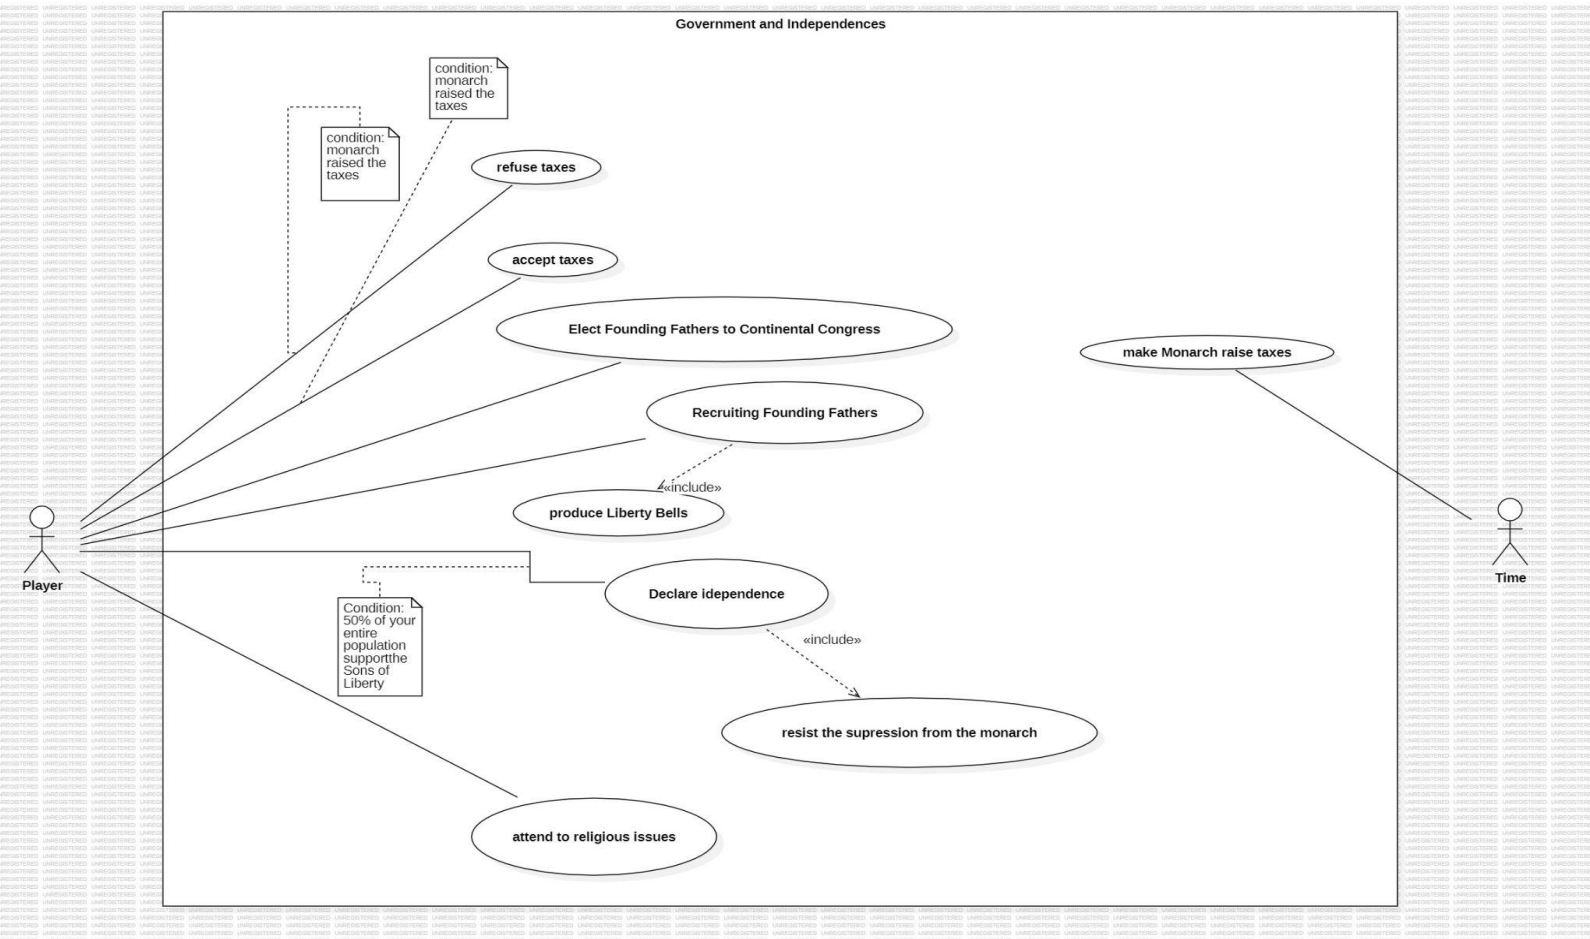 Government and Independences
condition:
monarch
raised the
taxes
condition:
monarch
raised the
taxes
refuse taxes
accept taxes
Elect Founding Fathers to Continental Congress
make Monarch raise taxes
Recruiting Founding Fathers
«include»
produce Liberty Bells
Player
Time
Declare idependence
Condition:
50% of your
entire
population
supportthe
Sons of
Liberty
«include»
resist the supression from the monarch
attend to religious issues
UNREGISTERED